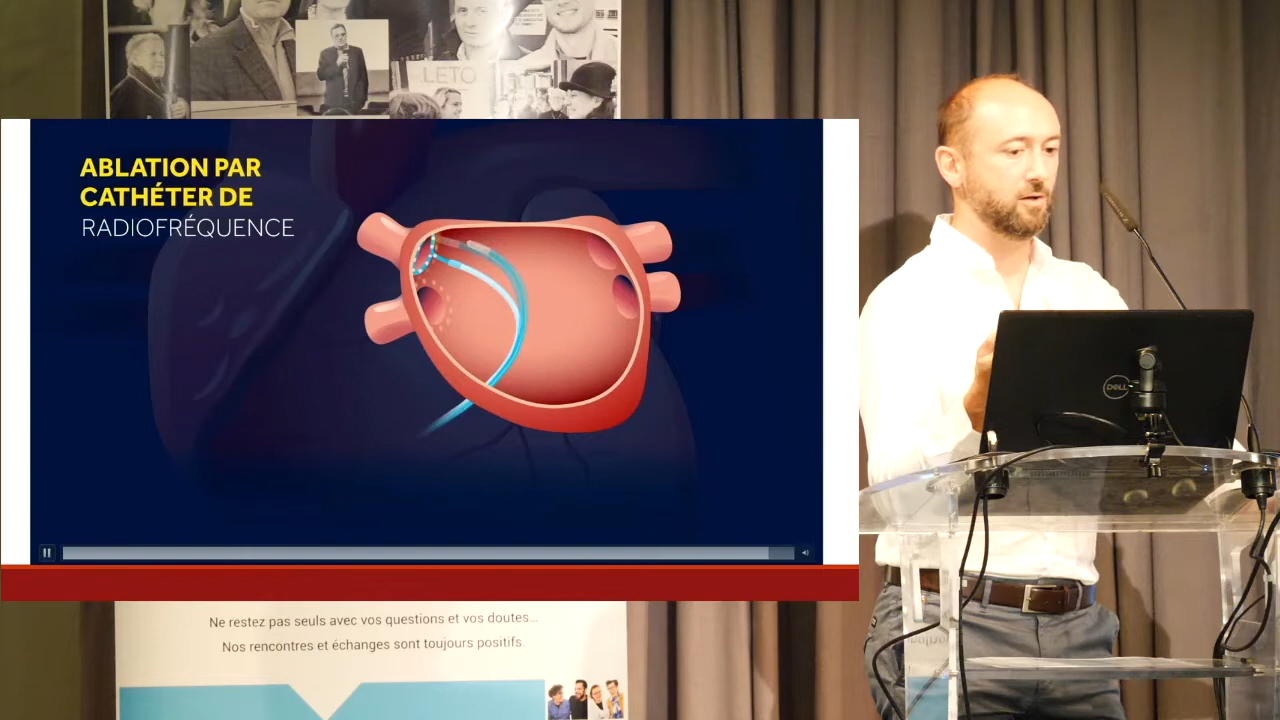 LETO
ABLATION PAR
CATHÉTER DE
RADIOFRÉQUENCE
DELL
Ne restez pas seuls avec vos questions et vos doutes...
Nos rencontres et échanges sont toujours positifs.